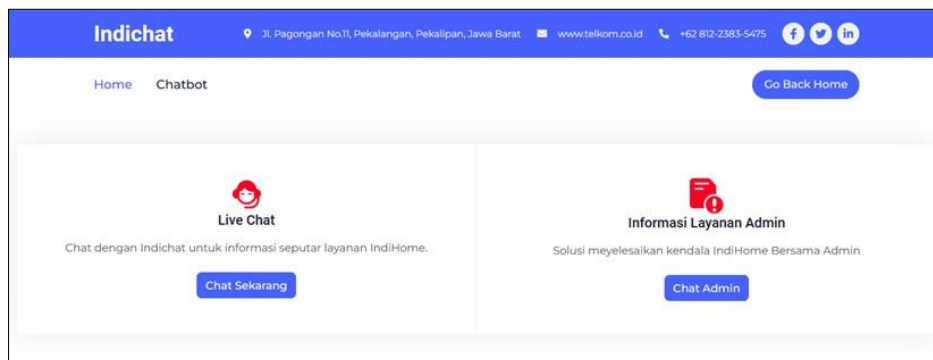 Indichat
Jl. Pagongan No.11, Pekalangan, Pekalipan, Jawa Barat
www.telkom.co.id
+62 812-2383-5475
Home
Chatbot
Go Back Home
Live Chat
Chat dengan Indichat untuk informasi seputar layanan IndiHome.
Chat Sekarang
Informasi Layanan Admin
Solusi meyelesaikan kendala IndiHome Bersama Admin
Chat Admin